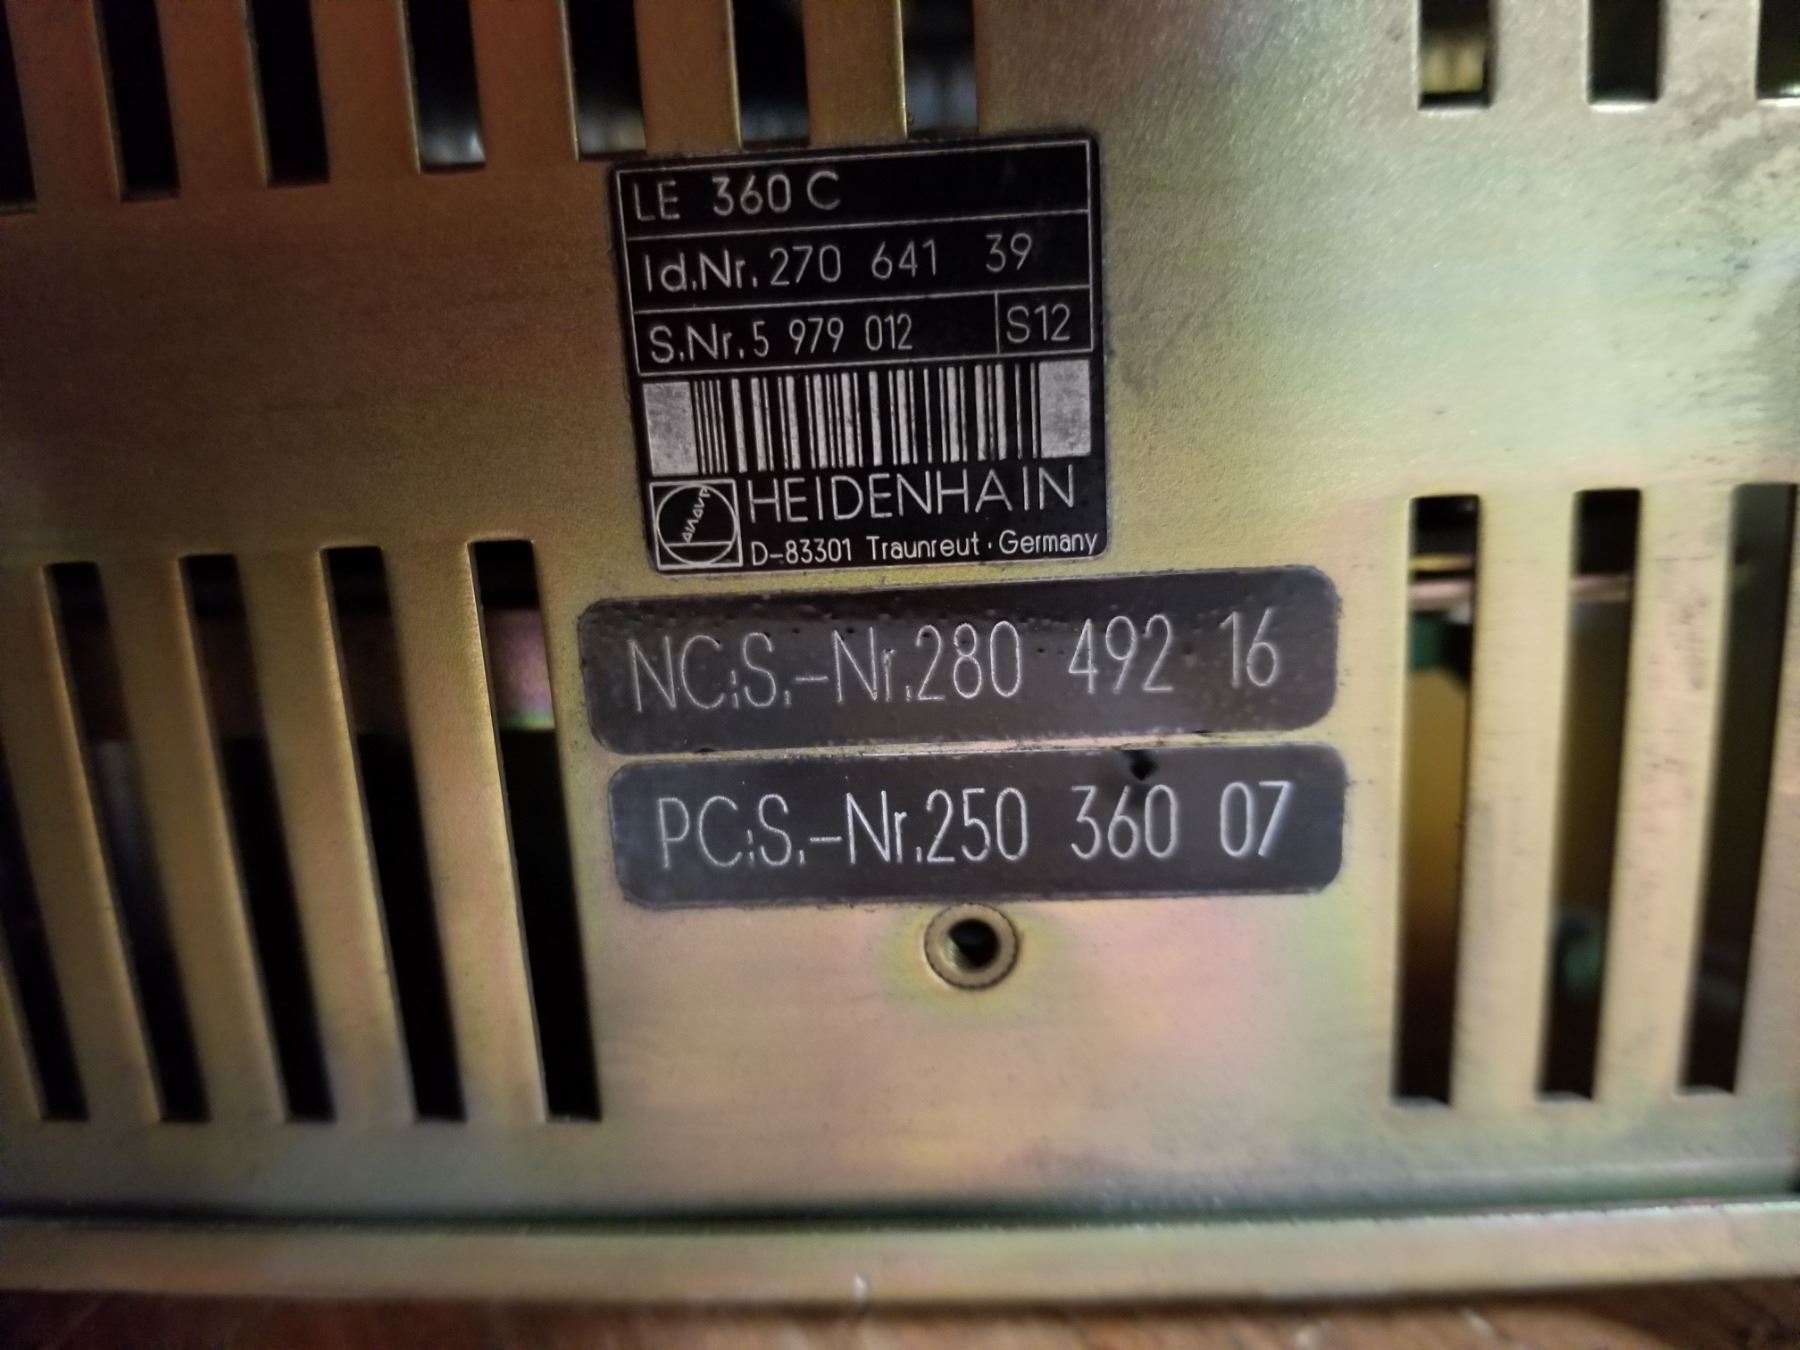 LE 360 C
Id.Nr. 270 641 39
S.Nr. 5 979 012 S12
HEIDENHAIN
D-83301 Traunreut · Germany
NC:S.-Nr. 280 492 16
PC:S.-Nr. 250 360 07